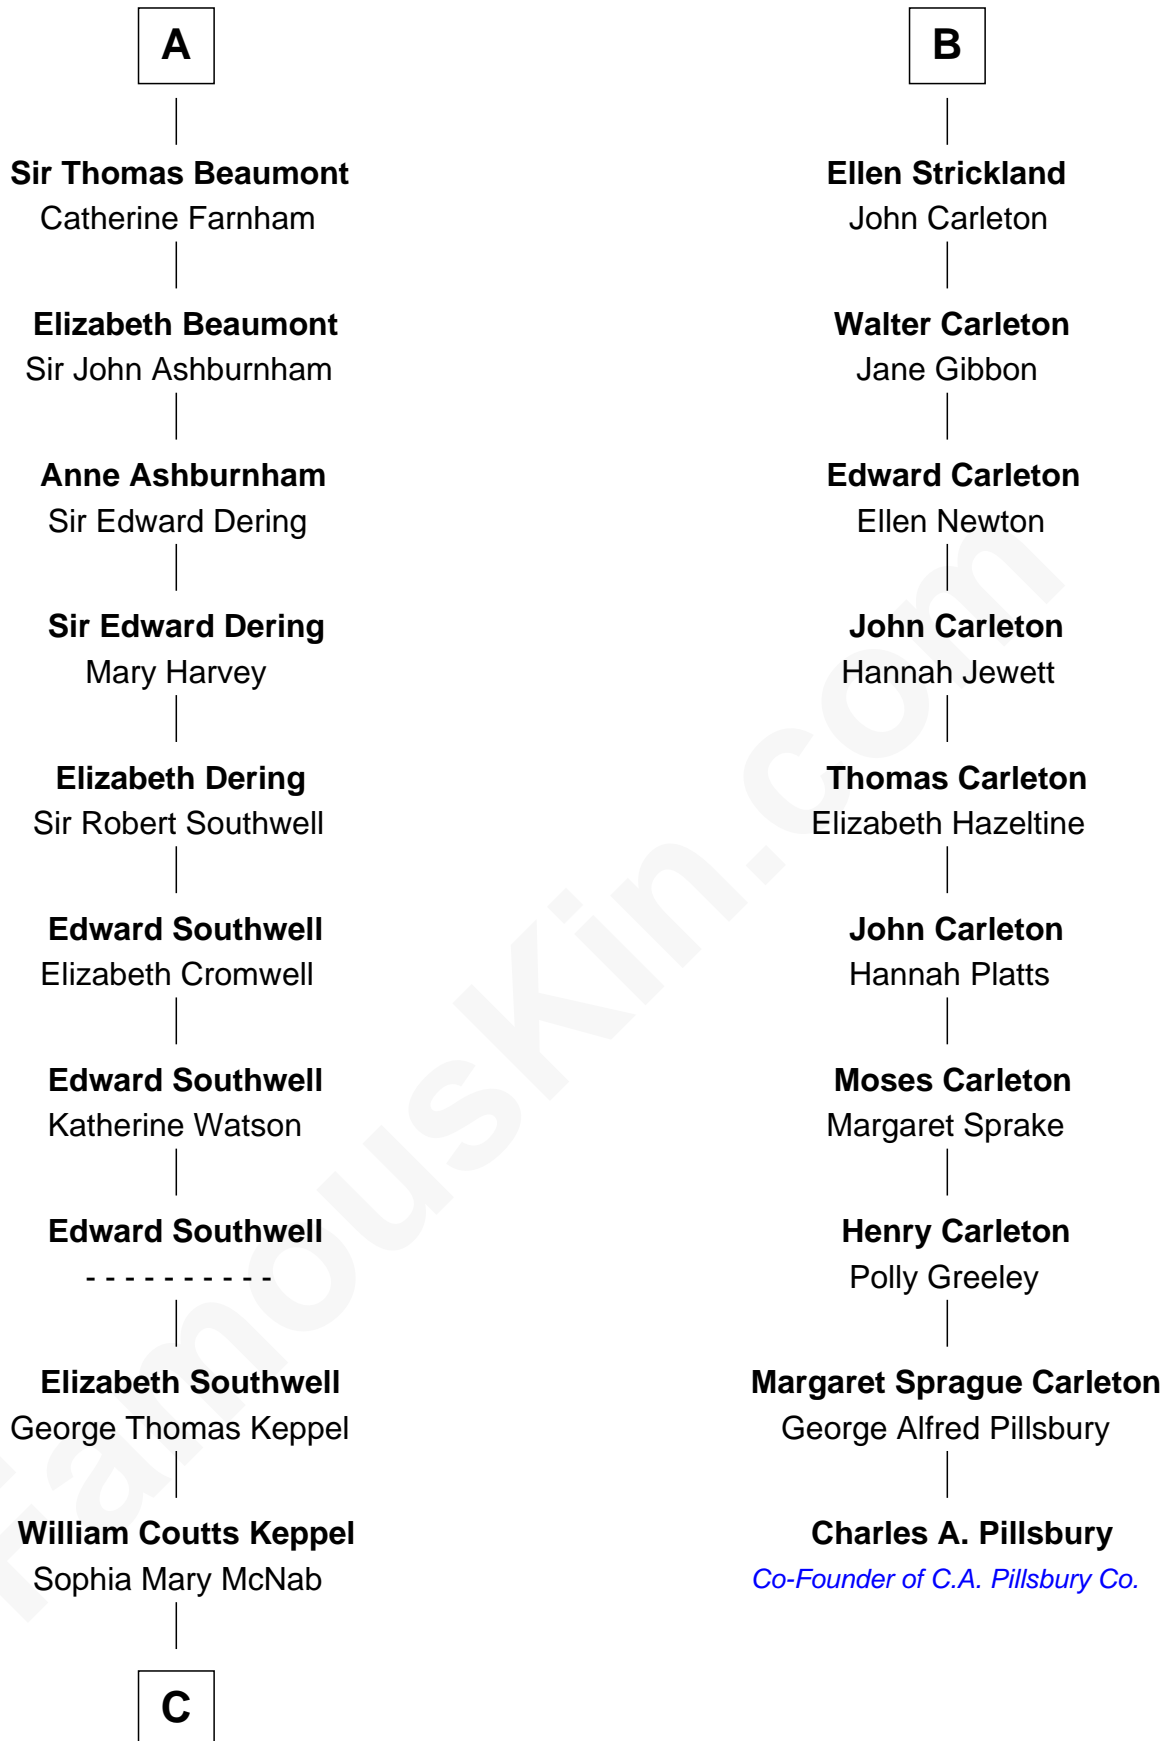 A
Sir Thomas Beaumont
Catherine Farnham
Elizabeth Beaumont
Sir John Ashburnham
Anne Ashburnham
Sir Edward Dering
Sir Edward Dering
Mary Harvey
Elizabeth Dering
Sir Robert Southwell
Edward Southwell
Elizabeth Cromwell
Edward Southwell
Katherine Watson
Edward Southwell
- - - - - - - - - -
Elizabeth Southwell
George Thomas Keppel
William Coutts Keppel
Sophia Mary McNab
C
B
Ellen Strickland
John Carleton
Walter Carleton
Jane Gibbon
Edward Carleton
Ellen Newton
John Carleton
Hannah Jewett
Thomas Carleton
Elizabeth Hazeltine
John Carleton
Hannah Platts
Moses Carleton
Margaret Sprake
Henry Carleton
Polly Greeley
Margaret Sprague Carleton
George Alfred Pillsbury
Charles A. Pillsbury
Co-Founder of C.A. Pillsbury Co.
FamousKin.com